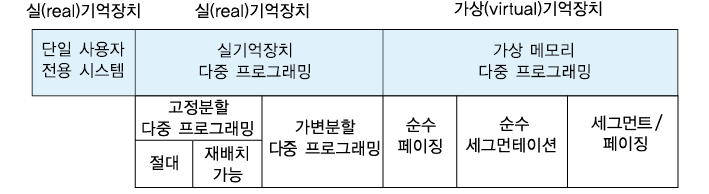 실(real)기억장치 실(real)기억장치 가상(virtual)기억장치
단일 사용자
전용 시스템
실기억장치
다중 프로그래밍
가상 메모리
다중 프로그래밍
고정분할
다중 프로그래밍
절대
재배치
가능
가변분할
다중 프로그래밍
순수
페이징
순수
세그먼테이션
세그먼트/
페이징